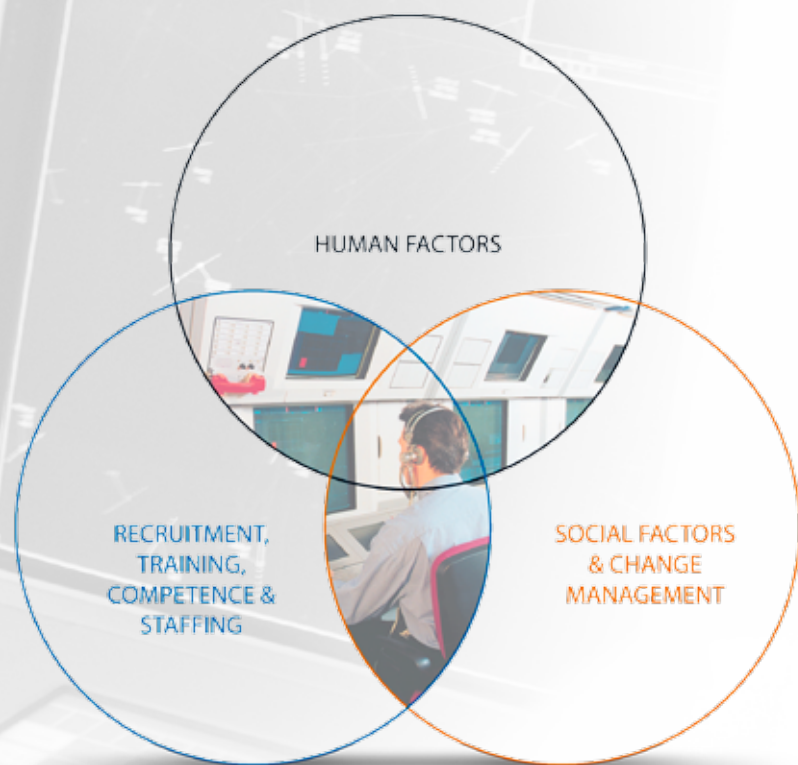 HUMAN FACTORS
RECRUITMENT,
TRAINING,
COMPETENCE &
STAFFING
SOCIAL FACTORS
& CHANGE
MANAGEMENT